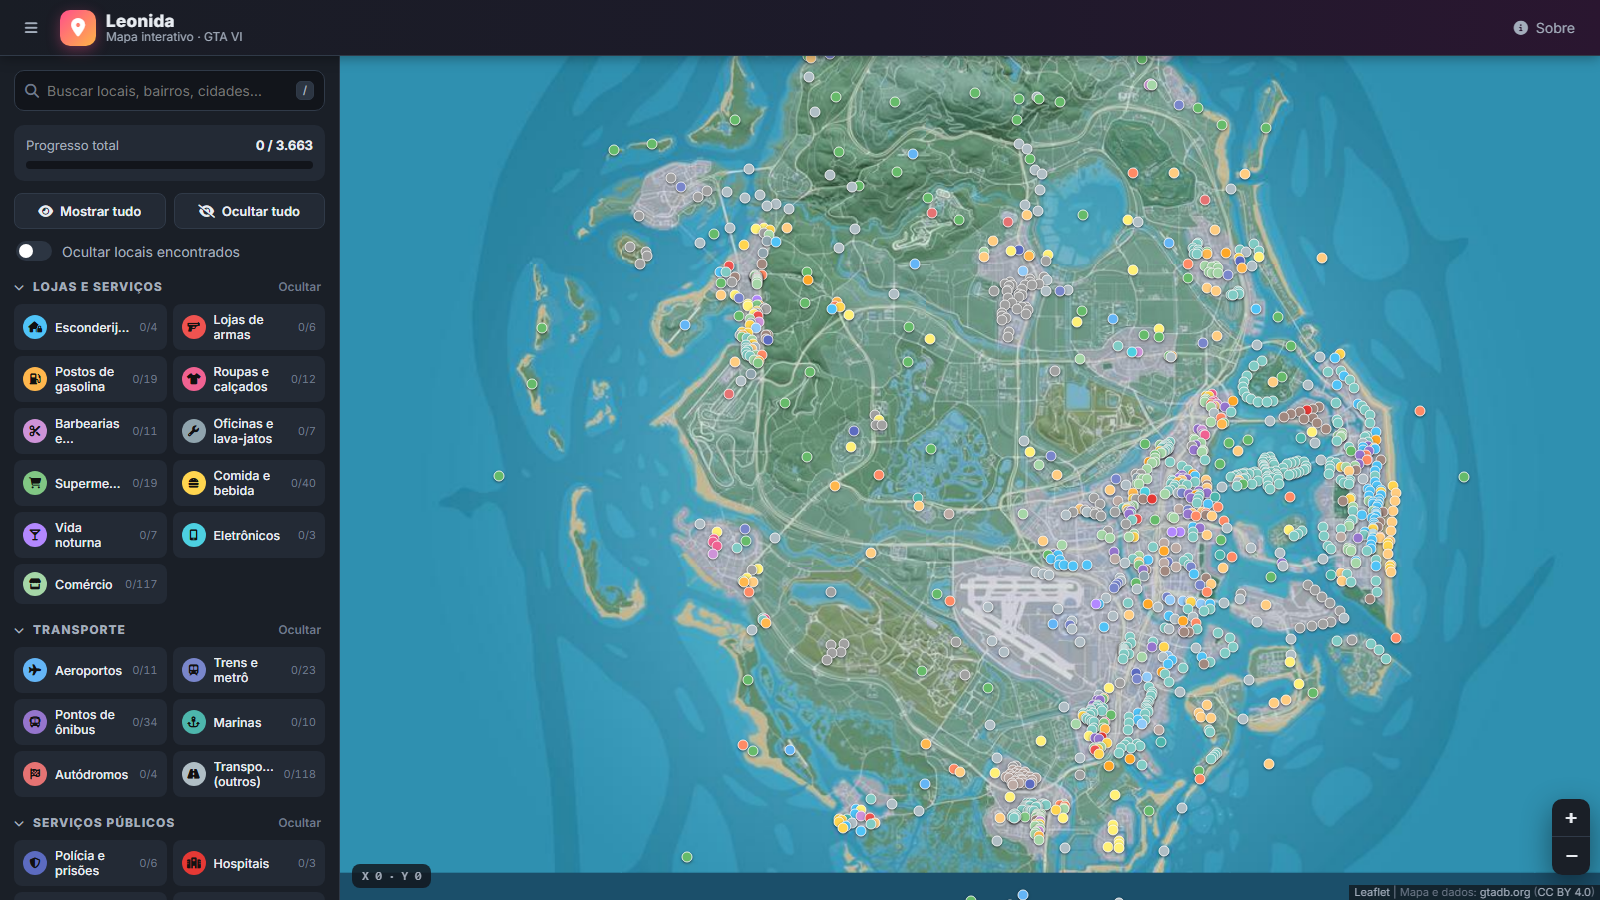 Leonida
Mapa interativo · GTA VI
Sobre
Buscar locais, bairros, cidades...
/
Progresso total
0 / 3.663
Mostrar tudo
Ocultar tudo
Ocultar locais encontrados
LOJAS E SERVIÇOS
Ocultar
Esconderij...
0/4
Lojas de
armas
0/6
Postos de
gasolina
0/19
Roupas e
calçados
0/12
Barbearias
e...
0/11
Oficinas e
lava-jatos
0/7
Superme...
0/19
Comida e
bebida
0/40
Vida
noturna
0/7
Eletrônicos
0/3
Comércio
0/117
TRANSPORTE
Ocultar
Aeroportos
0/11
Trens e
metrô
0/23
Pontos de
ônibus
0/34
Marinas
0/10
Autódromos
0/4
Transpo...
(outros)
0/118
SERVIÇOS PÚBLICOS
Ocultar
Polícia e
prisões
0/6
Hospitais
0/3
X 0 · Y 0
+
−
Leaflet | Mapa e dados: gtadb.org (CC BY 4.0)